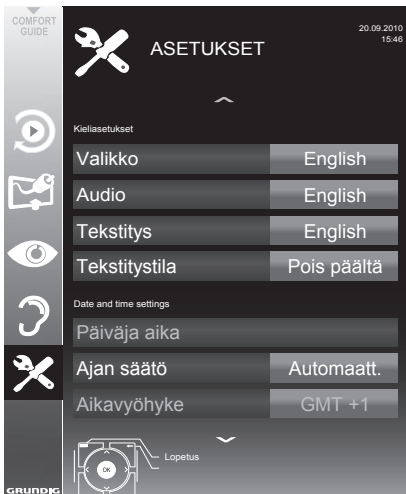 COMFORT
GUIDE
ASETUKSET
20.09.2010
15:46
Kieliasetukset
Valikko English
Audio English
Tekstitys English
Tekstitystila Pois päältä
Date and time settings
Päiväja aika
Ajan säätö Automaatt.
Aikavyöhyke GMT +1
OK
Lopetus
GRUNDIG